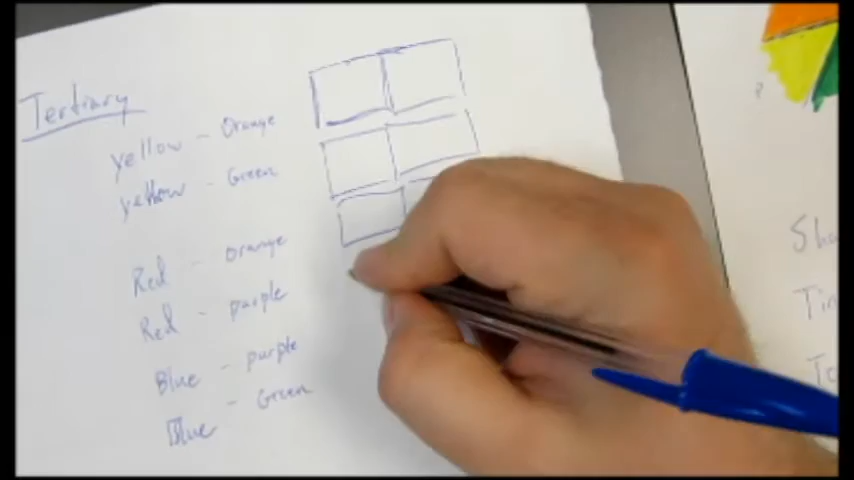 Tertiary
yellow - Orange
yellow - Green
Red - orange
Red - purple
Blue - purple
Blue - Green